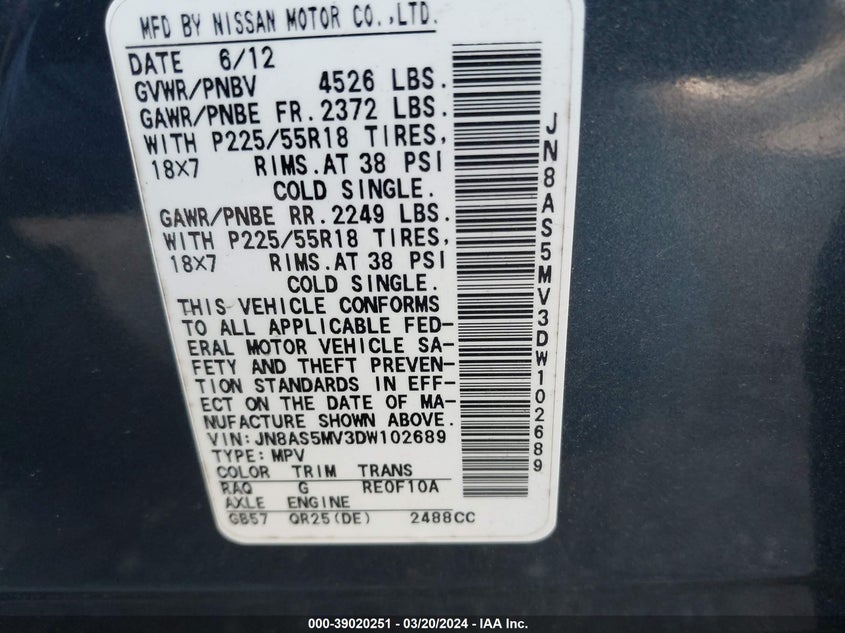 MFD BY NISSAN MOTOR CO.,LTD.
DATE 6/12
GVWR/PNBV 4526 LBS.
GAWR/PNBE FR.2372 LBS.
WITH P225/55R18 TIRES,
18X7 RIMS.AT 38 PSI
COLD SINGLE.
GAWR/PNBE RR.2249 LBS.
WITH P225/55R18 TIRES,
18X7 RIMS.AT 38 PSI
COLD SINGLE.
THIS VEHICLE CONFORMS
TO ALL APPLICABLE FED-
ERAL MOTOR VEHICLE SA-
FETY AND THEFT PREVEN-
TION STANDARDS IN EFF-
ECT ON THE DATE OF MA-
NUFACTURE SHOWN ABOVE.
VIN:JN8AS5MV3DW102689
TYPE:MPV
COLOR TRIM TRANS
RAQ G RE0F10A
AXLE ENGINE
GB57 QR25(DE) 2488CC
JN8AS5MV3DW102689
000-39020251 - 03/20/2024 - IAA Inc.